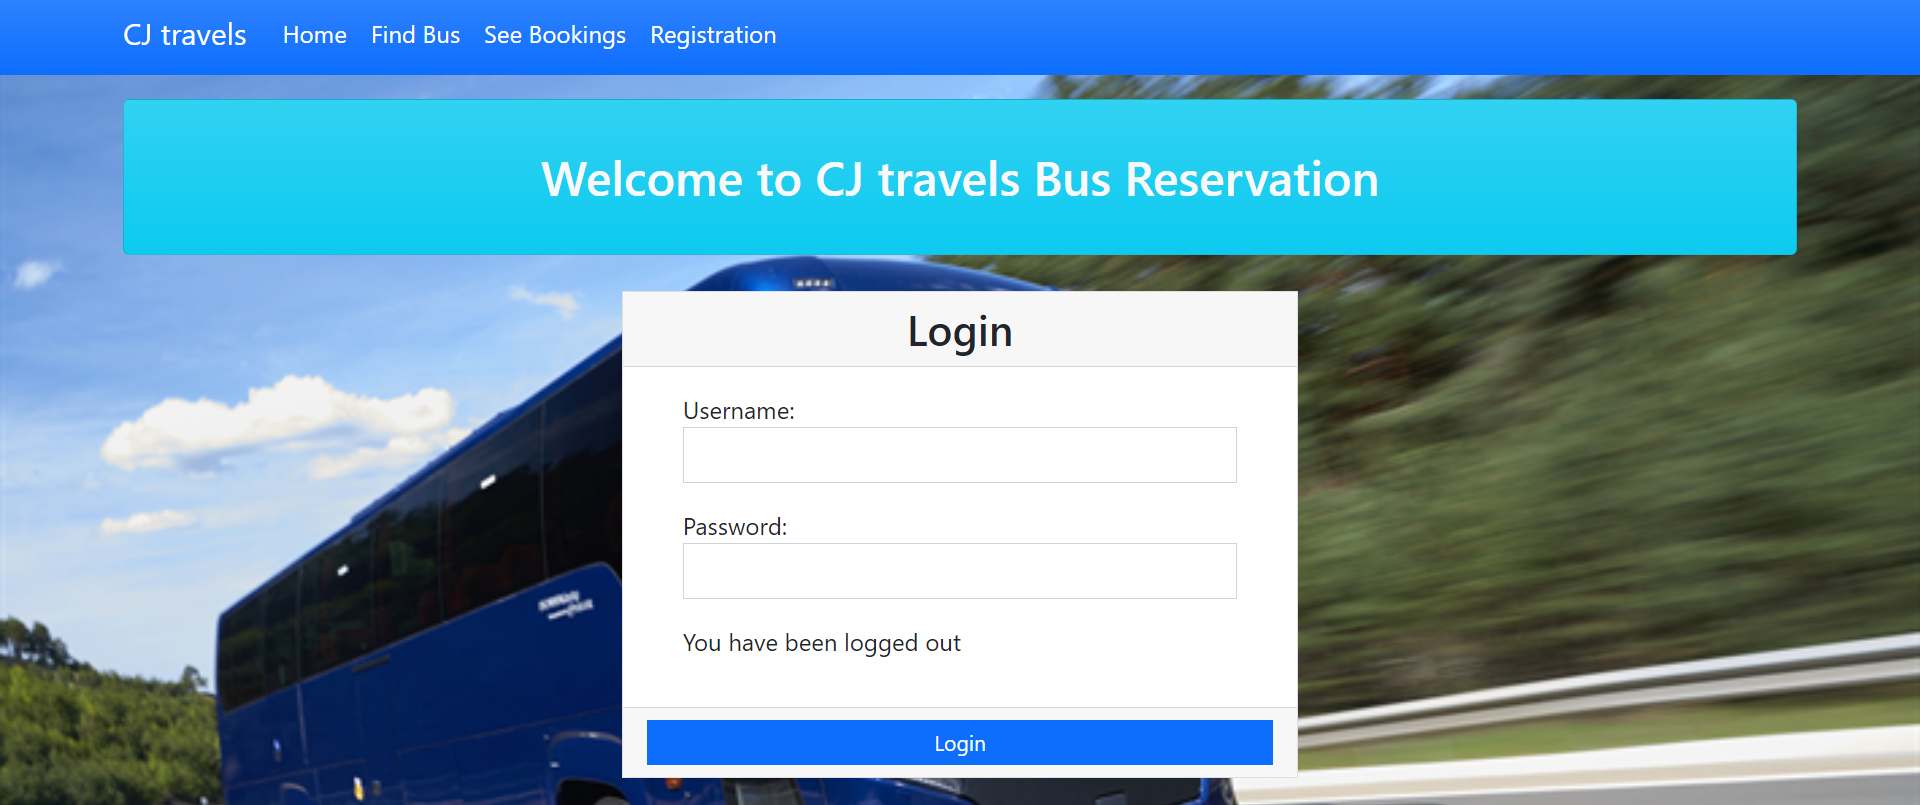 CJ travels Home Find Bus See Bookings Registration
Welcome to CJ travels Bus Reservation
Login
Username:
Password:
You have been logged out
Login